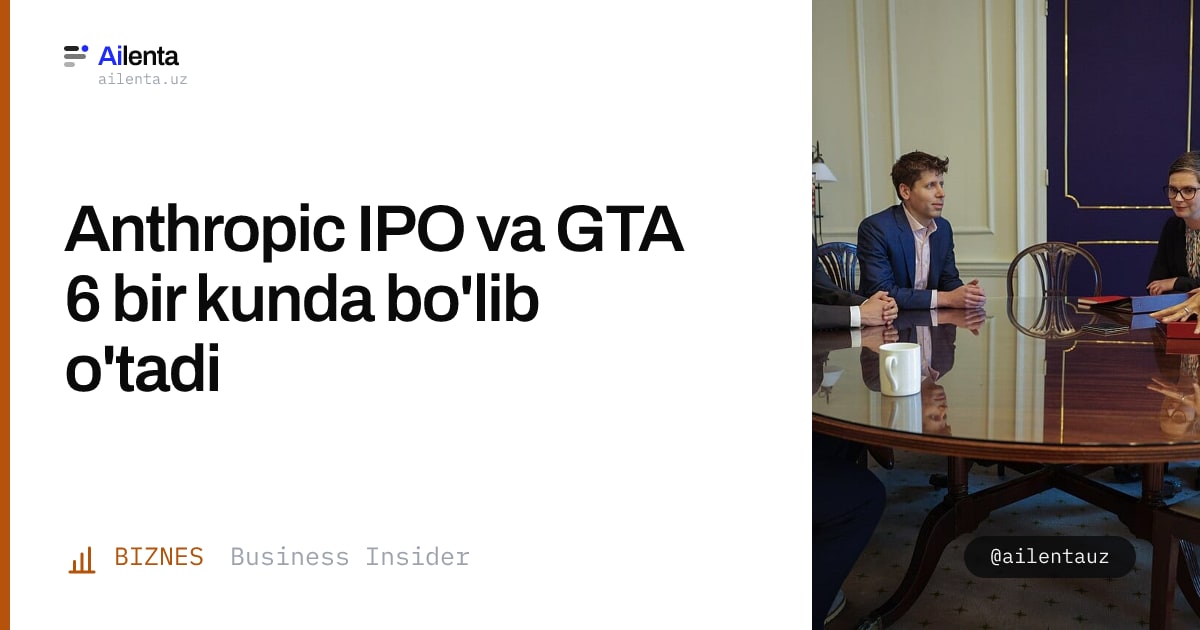 Ailenta
ailenta.uz
Anthropic IPO va GTA
6 bir kunda bo'lib
o'tadi
BIZNES Business Insider
@ailentauz